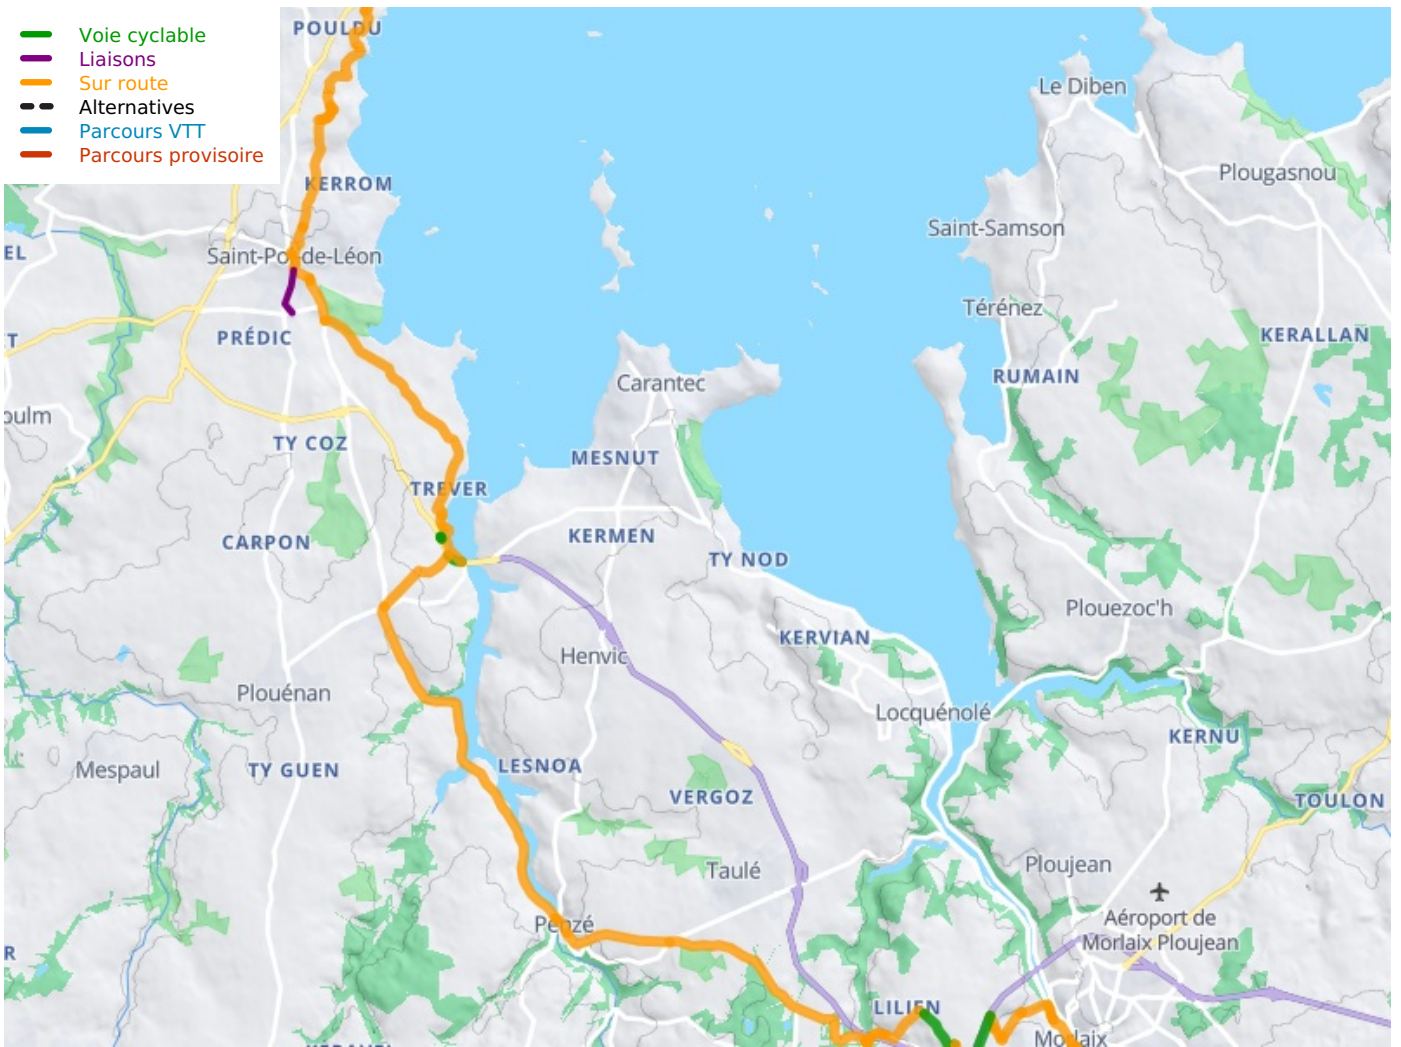 Voie cyclable
Liaisons
Sur route
Alternatives
Parcours VTT
Parcours provisoire
POULDU
Le Diben
Plougasnou
KERROM
Saint-Samson
EL
Saint-Pol-de-Léon
Térénez
PRÉDIC
KERALLAN
RUMAIN
Carantec
oulm
TY COZ
MESNUT
TREVER
CARPON
KERMEN
TY NOD
Plouezoc'h
KERVIAN
Henvic
Plouénan
Locquénolé
KERNU
Mespaul
TY GUEN
LESNOA
VERGOZ
TOULON
Taulé
Ploujean
Penzé
Aéroport de
Morlaix Ploujean
R
LILIEN
Morlaix